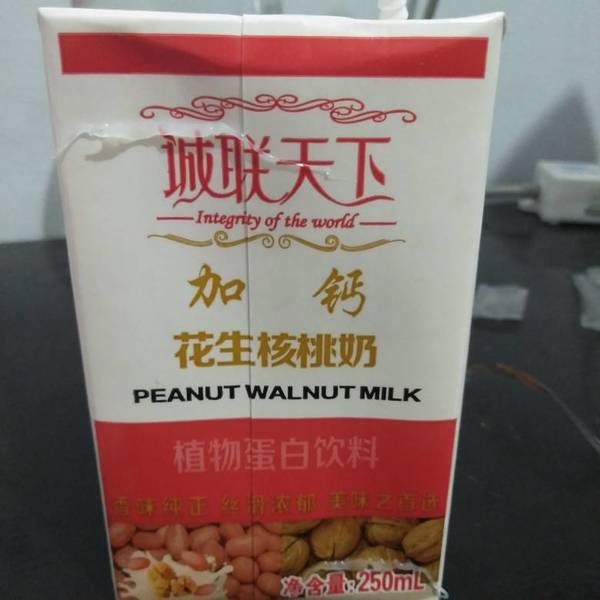 诚联天下
Integrity of the world
加 钙
花生核桃奶
PEANUT WALNUT MILK
植物蛋白饮料
香味纯正 丝滑浓郁 美味之首选
净含量:250mL